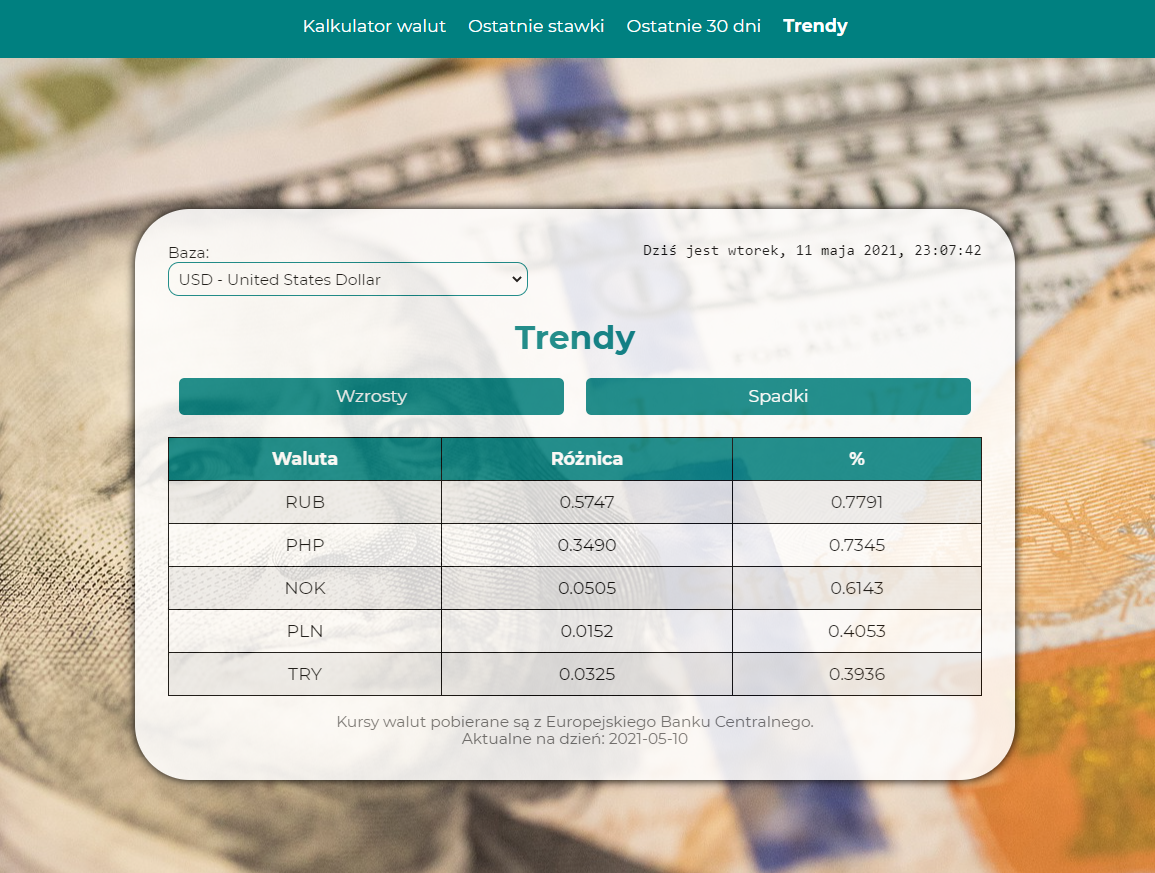 Kalkulator walut Ostatnie stawki Ostatnie 30 dni Trendy
Baza:
Dziś jest wtorek, 11 maja 2021, 23:07:42
USD - United States Dollar
Trendy
Wzrosty Spadki
Waluta Różnica %
RUB 0.5747 0.7791
PHP 0.3490 0.7345
NOK 0.0505 0.6143
PLN 0.0152 0.4053
TRY 0.0325 0.3936
Kursy walut pobierane są z Europejskiego Banku Centralnego.
Aktualne na dzień: 2021-05-10